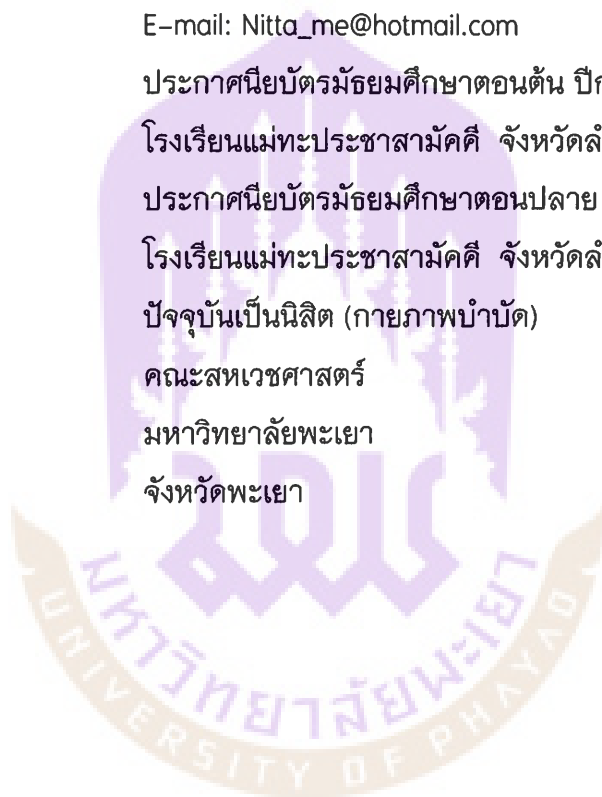 E-mail: Nitta_me@hotmail.com
ประกาศนียบัตรมัธยมศึกษาตอนต้น
โรงเรียนแม่ทะประชาสามัคคี จังหวัด
ประกาศนียบัตรมัธยมศึกษาตอนปลาย
โรงเรียนแม่ทะประชาสามัคคี จังหวัด
ปัจจุบันเป็นนิสิต (กายภาพบำบัด)
คณะสหเวชศาสตร์
มหาวิทยาลัยพะเยา
จังหวัดพะเยา
มหาวิทยาลัยพะเยา
UNIVERSITY OF PHAYAO